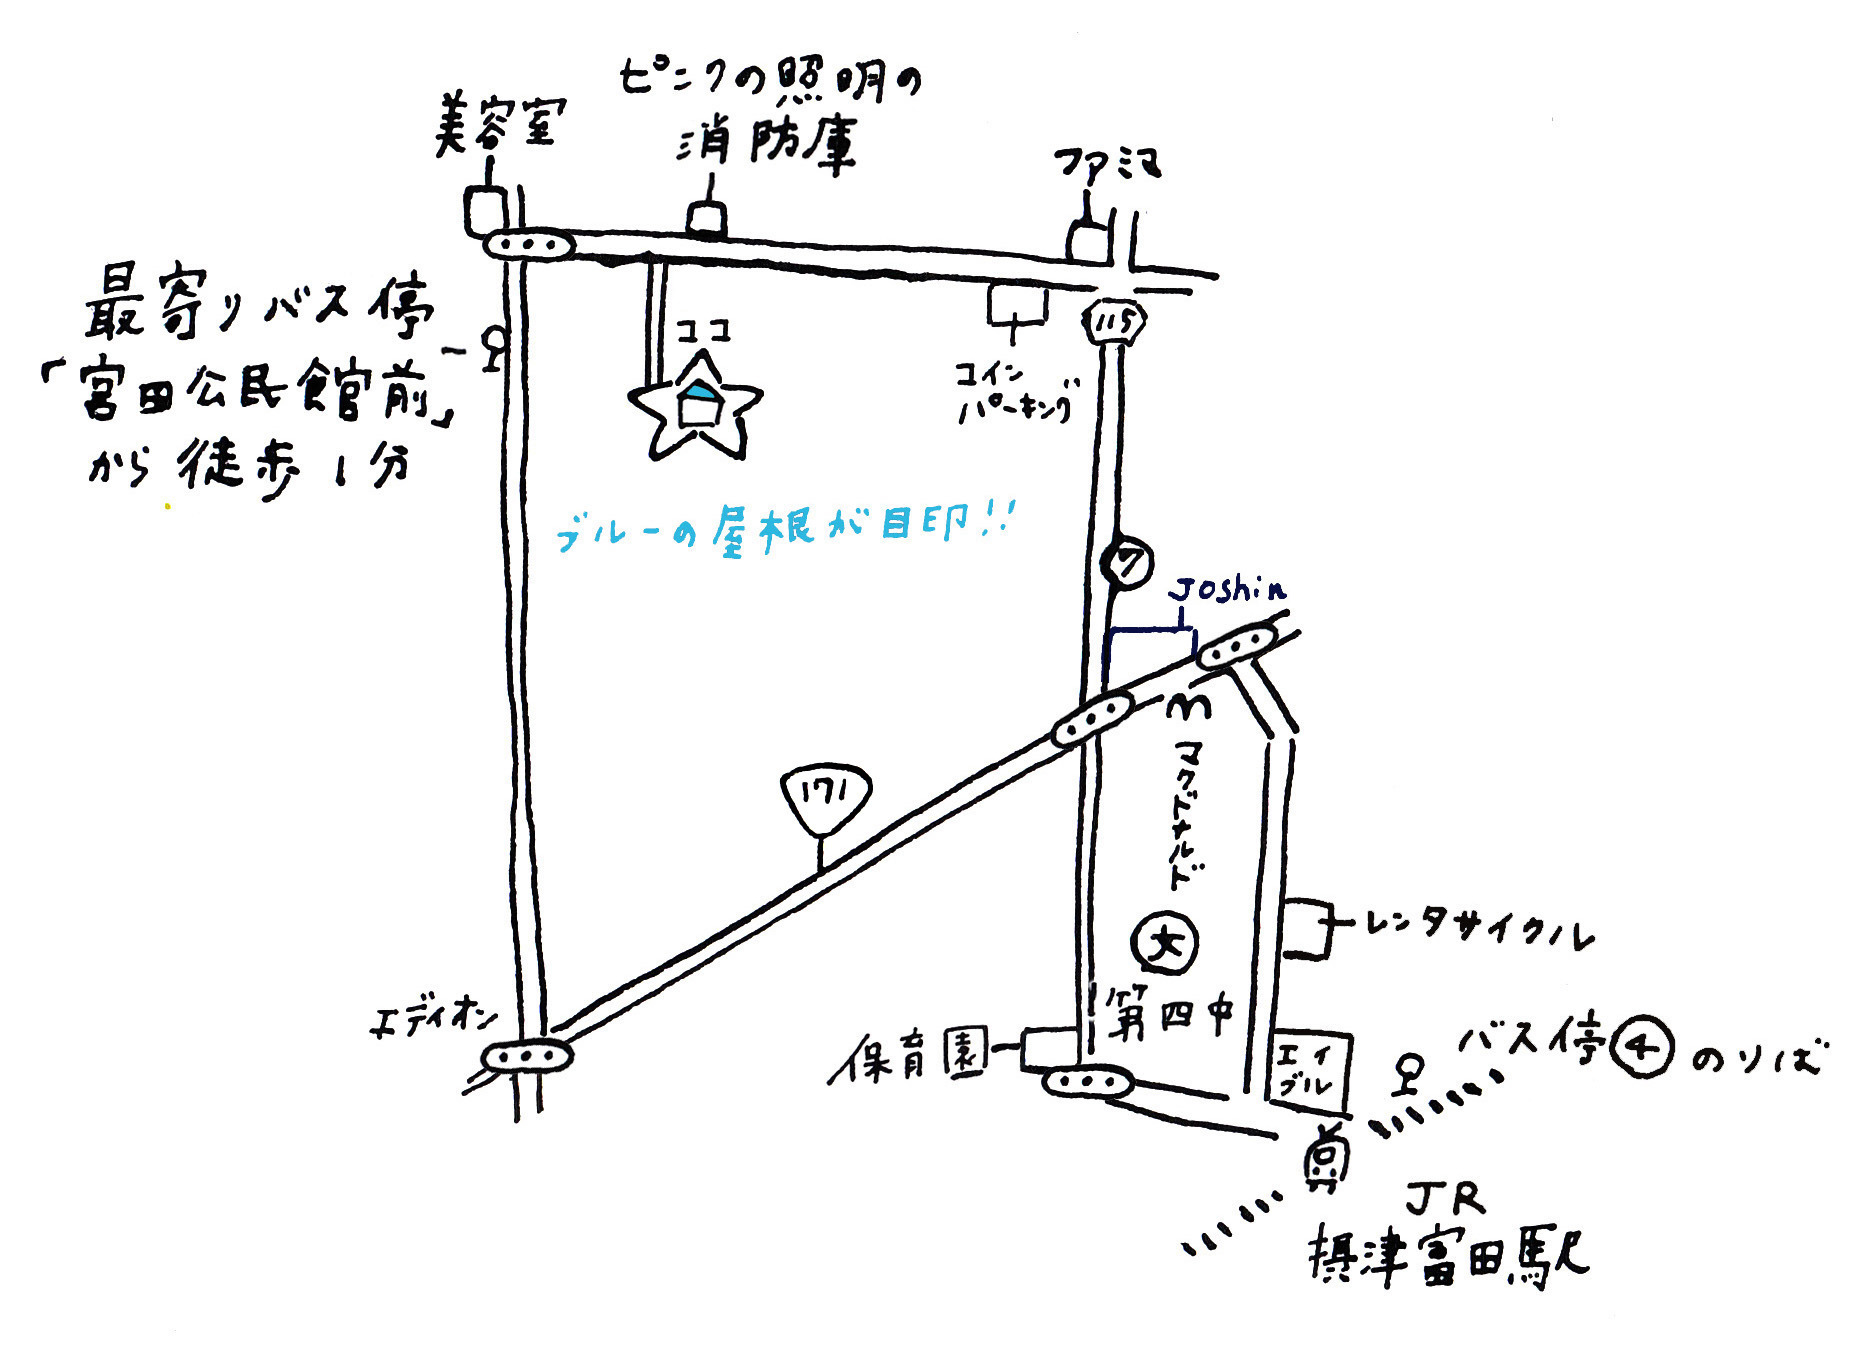 ピンクの照明の
消防庫
美容室
ファミマ
最寄りバス停
「宮田公民館前」
から徒歩1分
ココ
115
コイン
パーキング
ブルーの屋根が目印!!
7
Joshin
171
マクドナルド
文
第四中
レンタサイクル
エディオン
保育園
エイ
ブル
バス停④のりば
JR
摂津富田駅